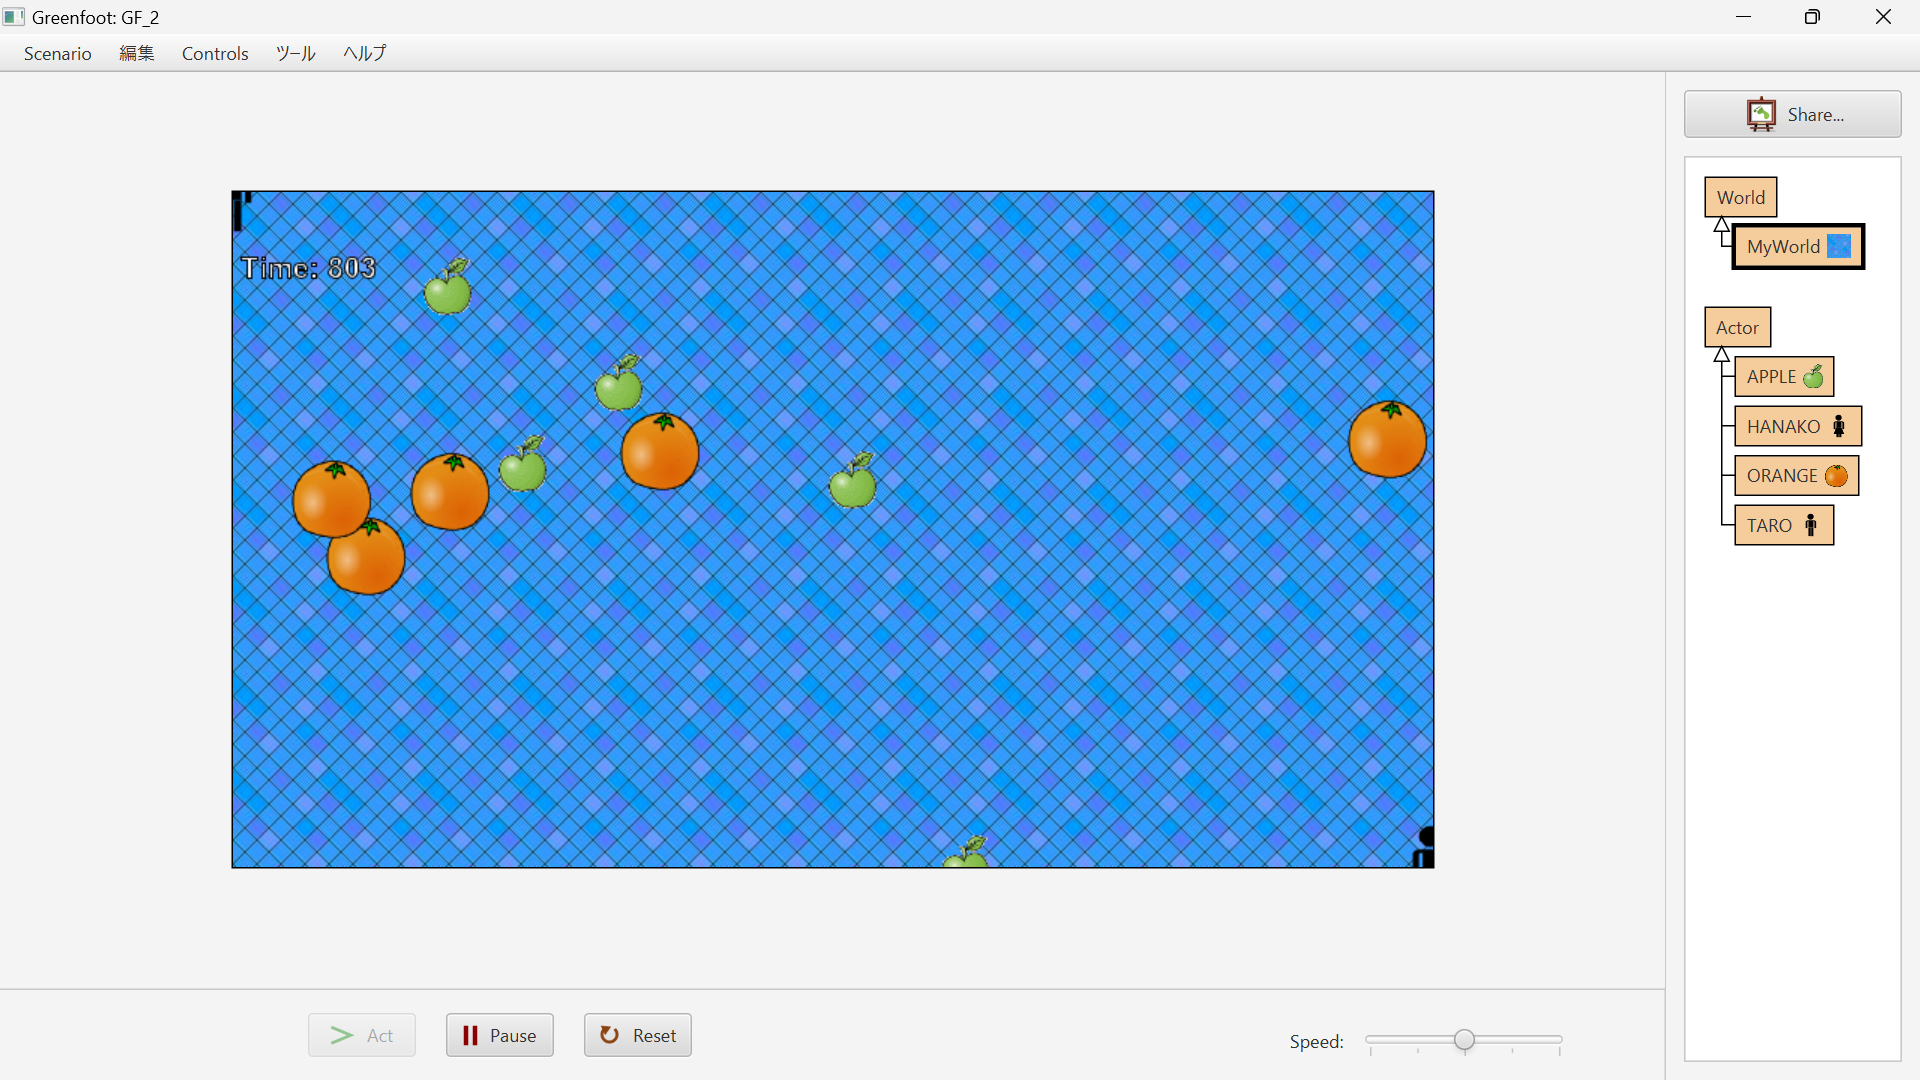 Greenfoot: GF_2
Scenario 編集 Controls ツール ヘルプ
Share...
World
MyWorld
Time: 803
Actor
APPLE
HANAKO
ORANGE
TARO
Act Pause Reset Speed: